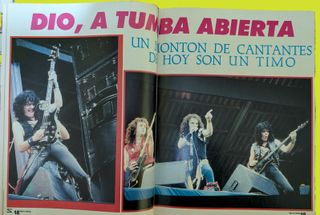 DIO, A TUMBA ABIERTA
UN MONTON DE CANTANTES
DE HOY SON UN TIMO